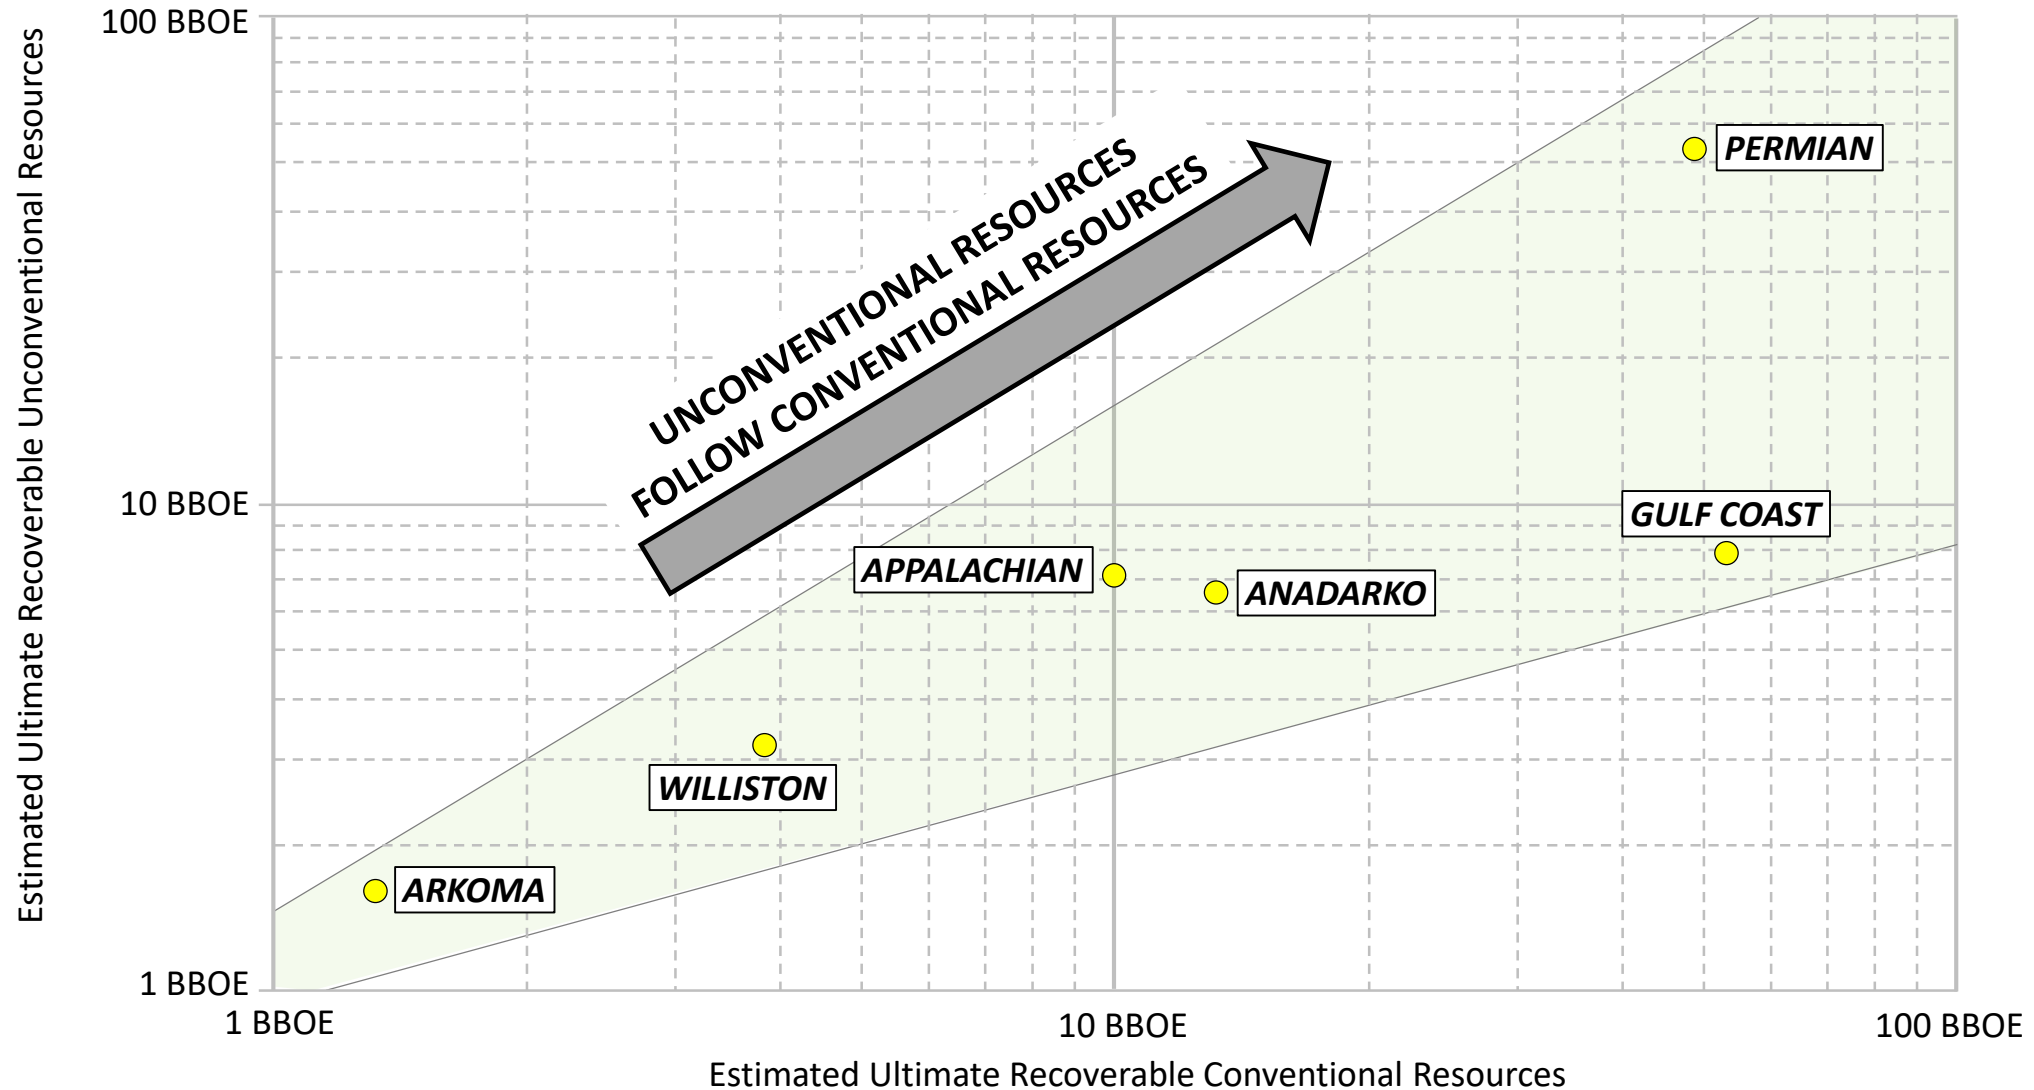 Estimated Ultimate Recoverable Unconventional Resources
100 BBOE
10 BBOE
1 BBOE
UNCONVENTIONAL RESOURCES
FOLLOW CONVENTIONAL RESOURCES
PERMIAN
GULF COAST
APPALACHIAN
ANADARKO
WILLISTON
ARKOMA
1 BBOE
10 BBOE
100 BBOE
Estimated Ultimate Recoverable Conventional Resources